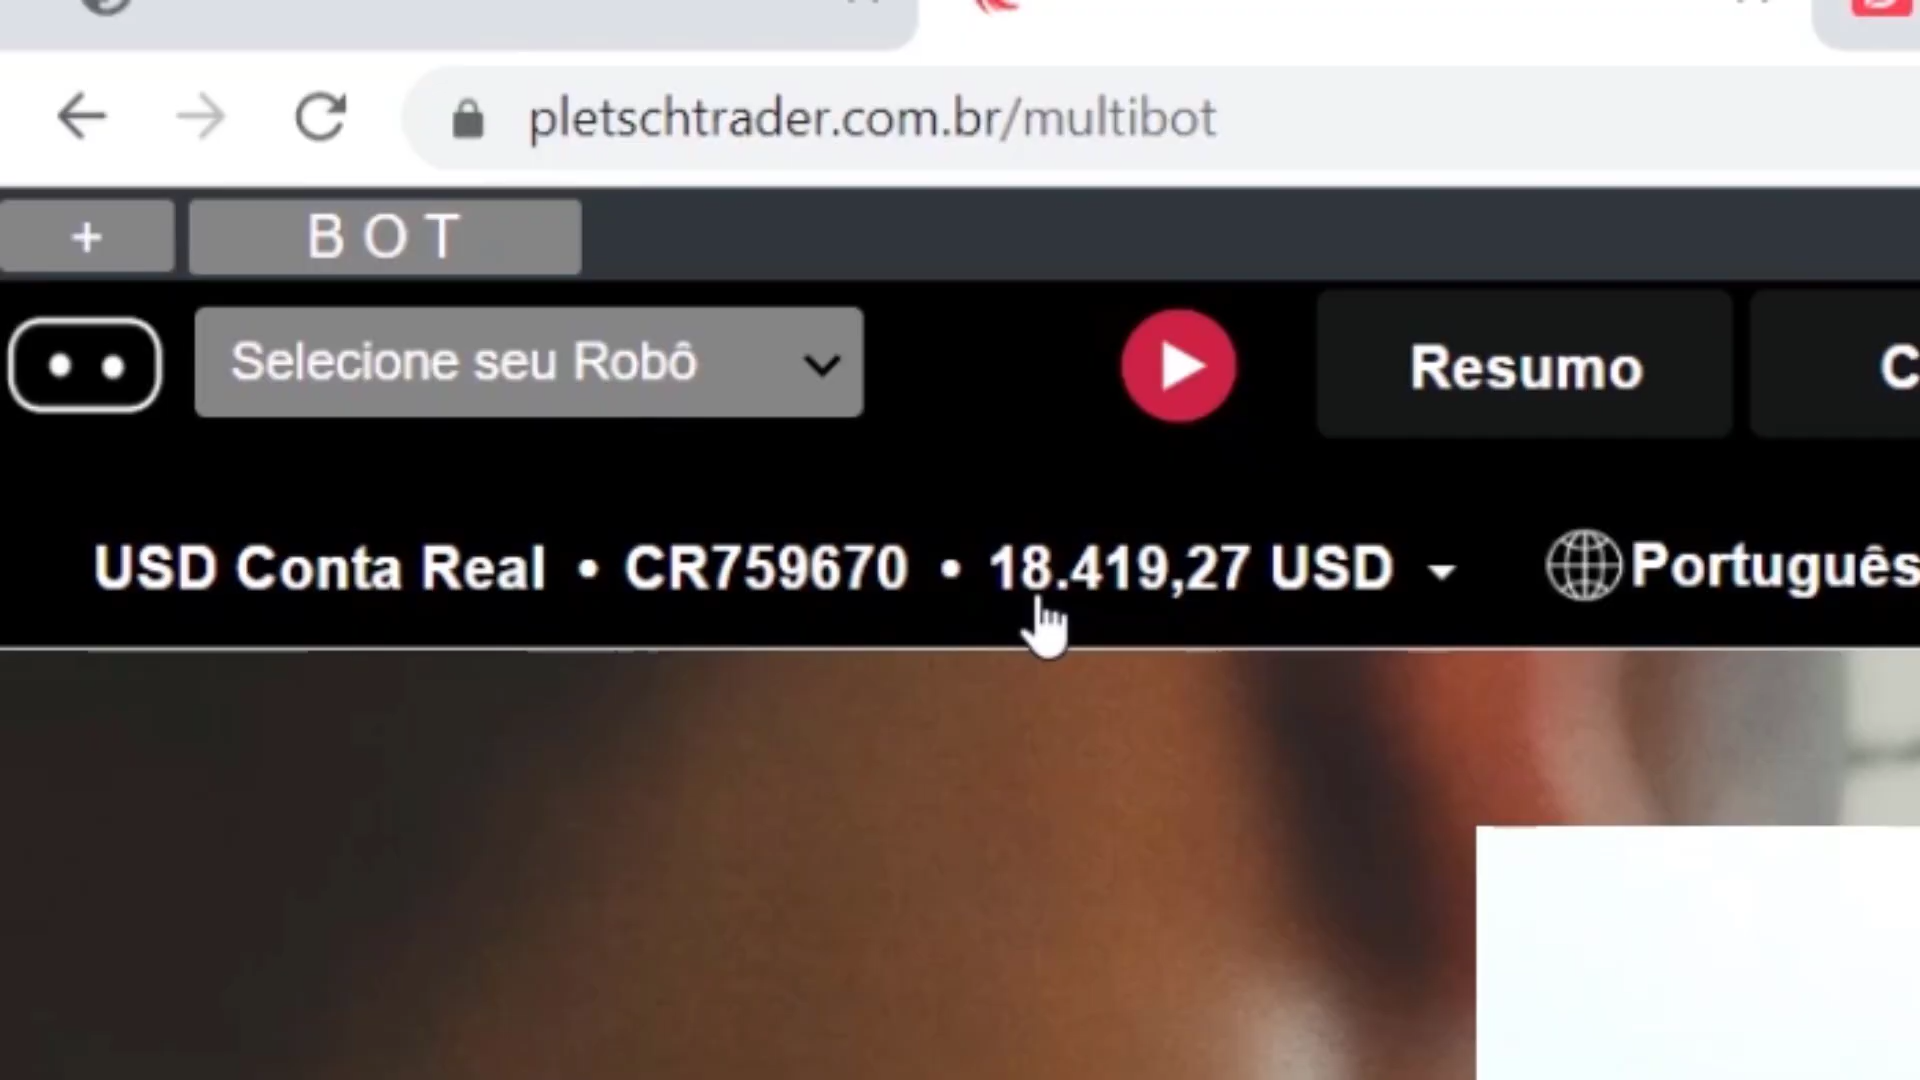 pletschtrader.com.br/multibot
+ BOT
Selecione seu Robô Resumo C
USD Conta Real • CR759670 • 18.419,27 USD Português